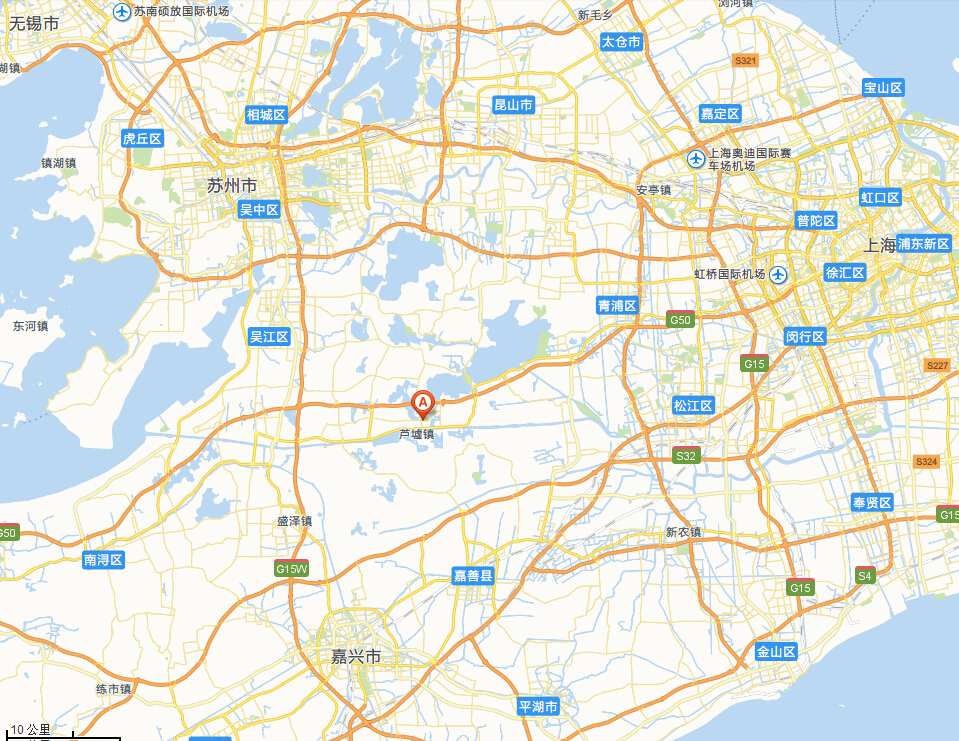 浏河镇
苏南硕放国际机场
新毛乡
无锡市
太仓市
S321
湖镇
宝山区
昆山市
相城区
嘉定区
虎丘区
上海奥迪国际赛
车场机场
镇湖镇
苏州市
安亭镇
虹口区
吴中区
普陀区
上海
浦东新区
虹桥国际机场
徐汇区
青浦区
G50
东河镇
吴江区
闵行区
G15
S227
A
松江区
芦墟镇
S32
S324
奉贤区
G15
盛泽镇
G50
新农镇
南浔区
G15W
嘉善县
S4
G15
金山区
嘉兴市
练市镇
平湖市
10 公里